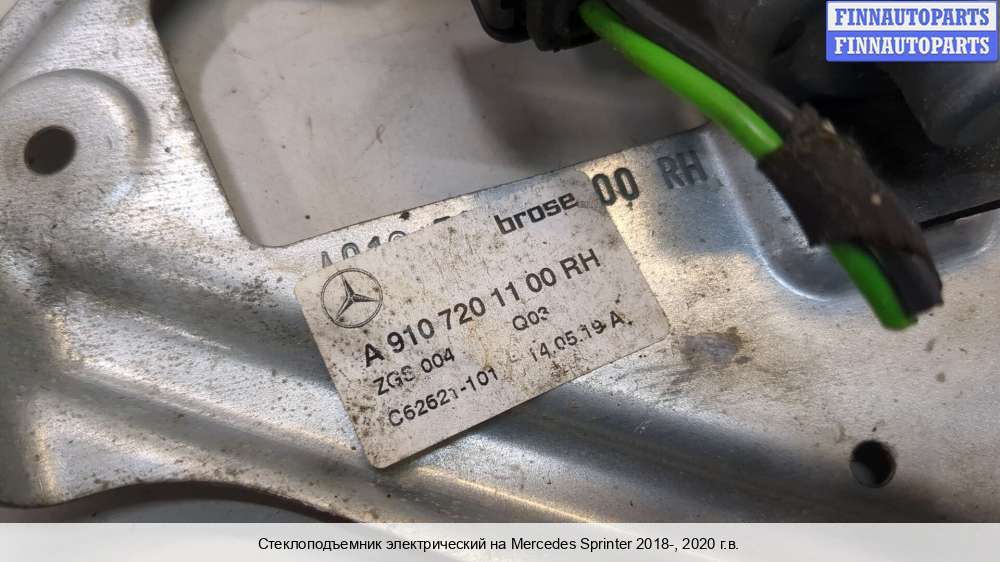 FINNAUTOPARTS
FINNAUTOPARTS
00 RH
brose
A 910 720 11 00 RH
ZGS 004 Q03
C62621-101 14.05.19 A
Стеклоподъемник электрический на Mercedes Sprinter 2018-, 2020 г.в.